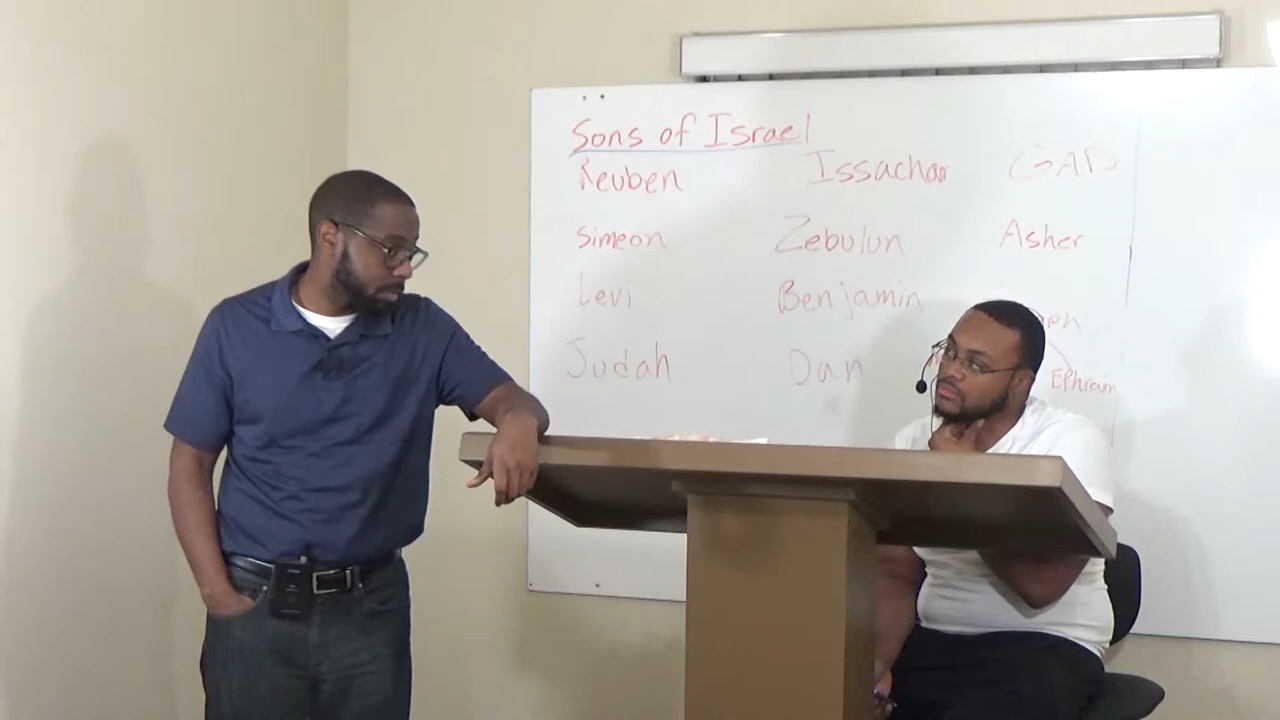 Sons of Israel
Reuben Issachar GAD
Simeon Zebulun Asher
Levi Benjamin
Judah Dan
Ephraim